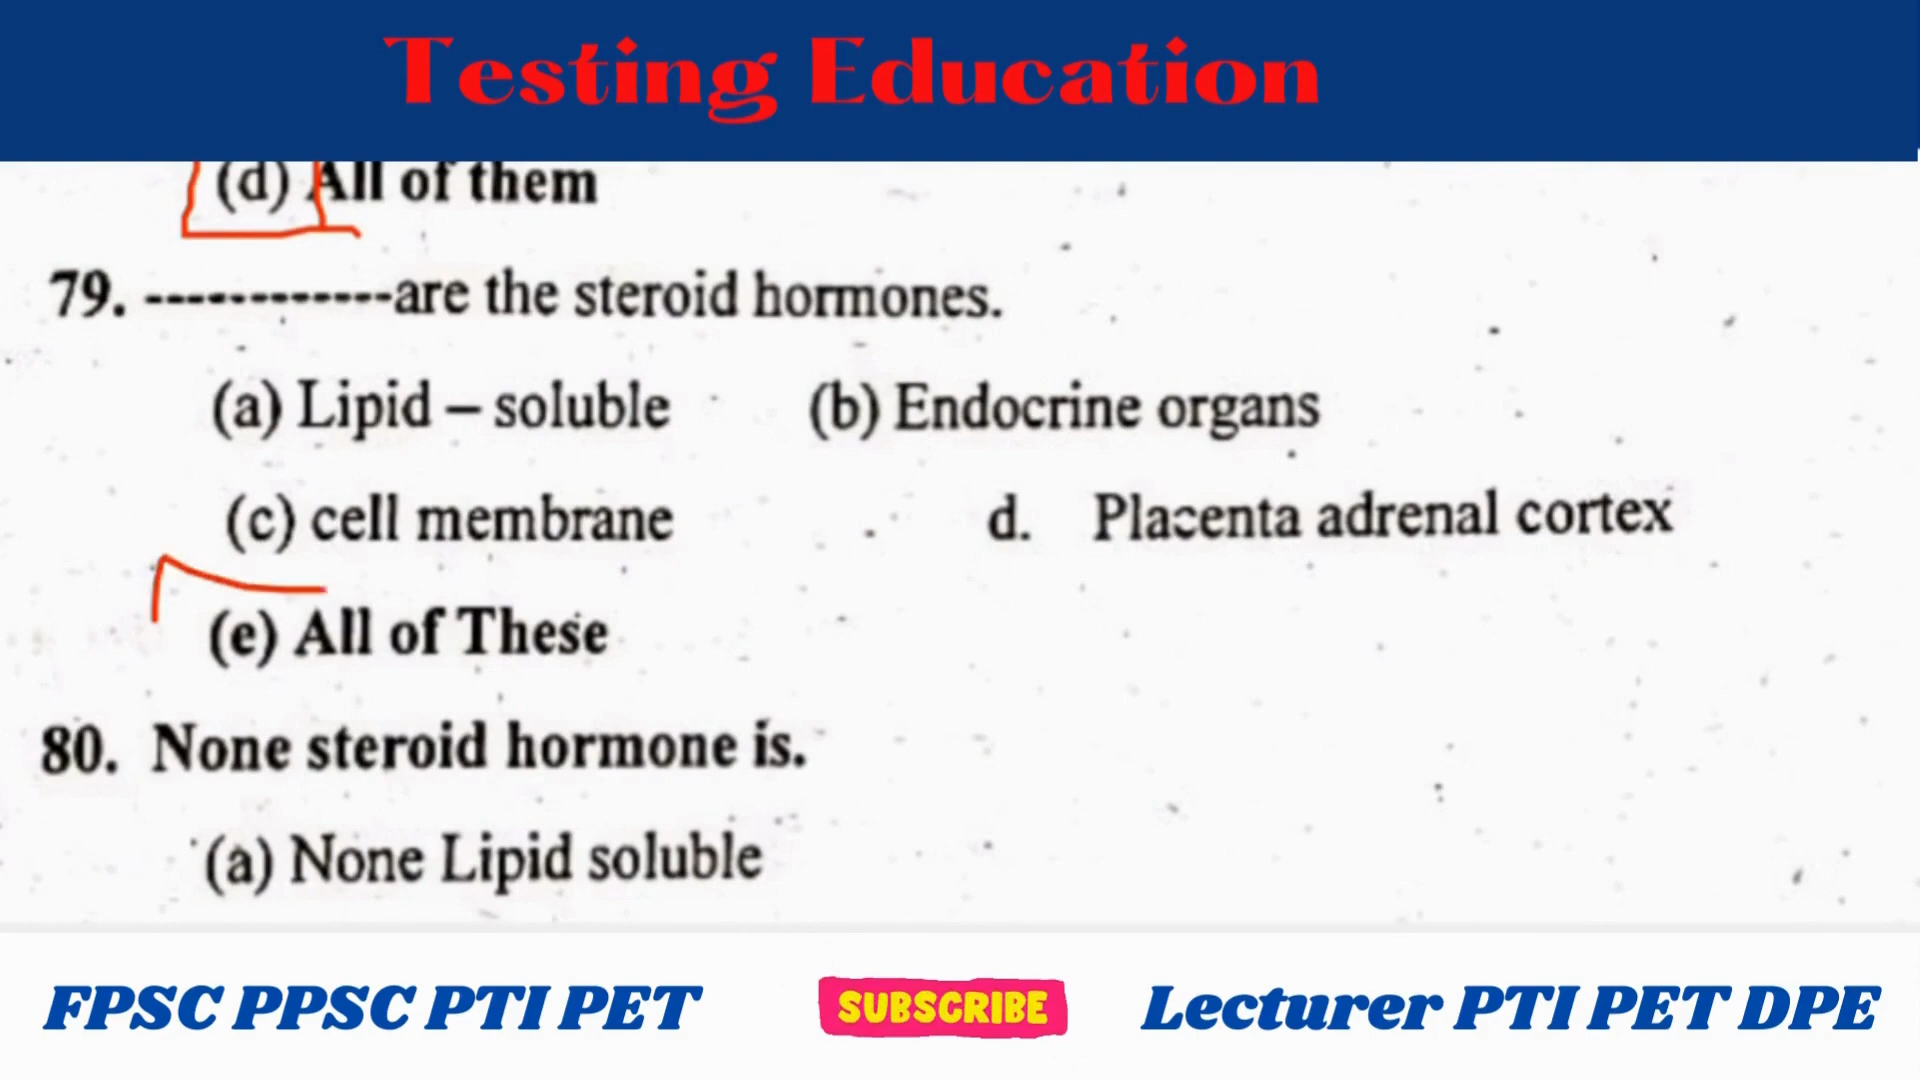 Testing Education
(d) All of them
79. ------------are the steroid hormones.
(a) Lipid – soluble (b) Endocrine organs
(c) cell membrane d. Placenta adrenal cortex
(e) All of These
80. None steroid hormone is.
(a) None Lipid soluble
FPSC PPSC PTI PET SUBSCRIBE Lecturer PTI PET DPE